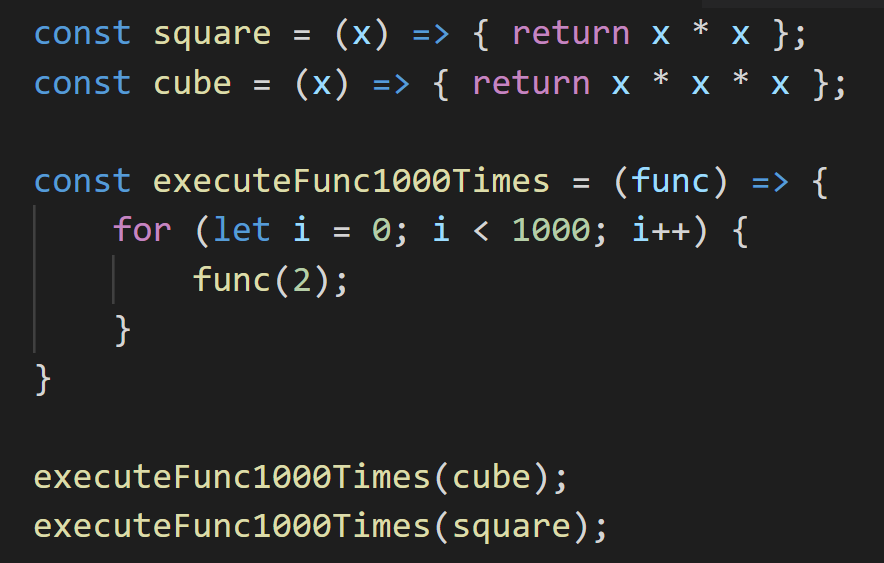 const square = (x) => { return x * x };
const cube = (x) => { return x * x * x };
const executeFunc1000Times = (func) => {
    for (let i = 0; i < 1000; i++) {
        func(2);
    }
}
executeFunc1000Times(cube);
executeFunc1000Times(square);